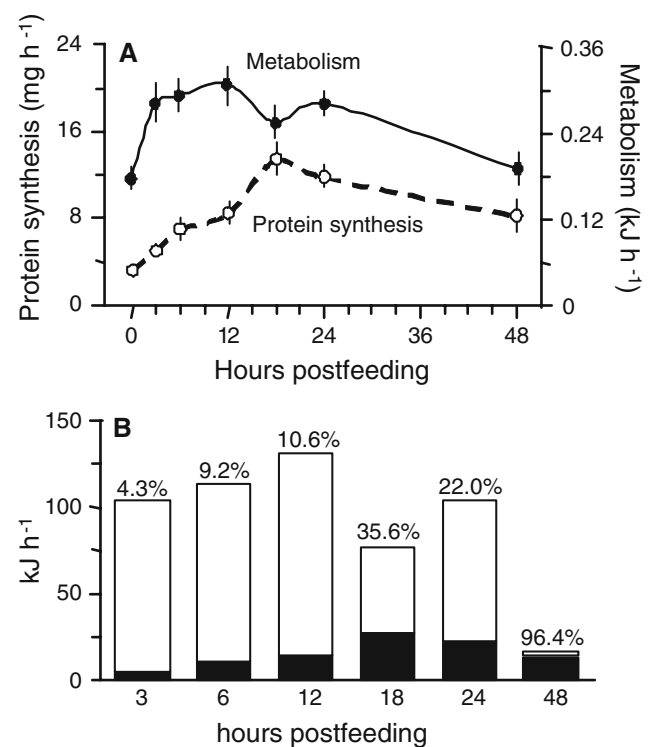 A
Protein synthesis (mg h-1)
24
16
8
0
Metabolism
Protein synthesis
0.36
0.24
0.12
0
Metabolism (kJ h-1)
0 12 24 36 48
Hours postfeeding
B
kJ h-1
150
100
50
0
4.3% 9.2% 10.6% 35.6% 22.0% 96.4%
3 6 12 18 24 48
hours postfeeding